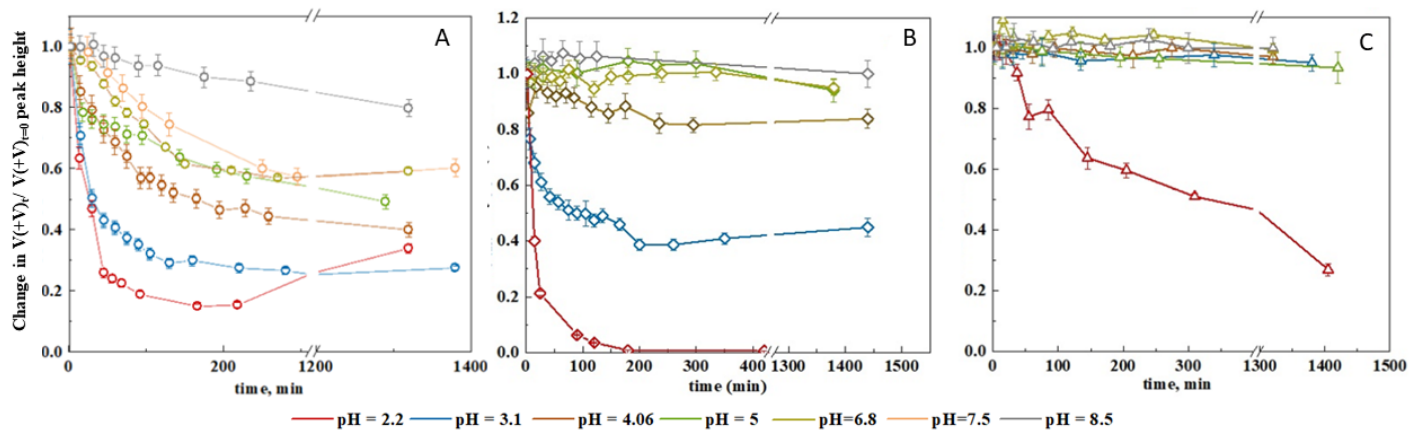 A
B
C
Change in V(+V)t/ V(+V)t=0 peak height
1.0
0.8
0.6
0.4
0.2
0.0
0
200
1200
1400
time, min
1.2
1.0
0.8
0.6
0.4
0.2
0.0
0
100
200
300
400
1300
1400
1500
time (min)
1.0
0.8
0.6
0.4
0.2
0.0
0
100
200
300
1300
1400
1500
time, min
pH = 2.2
pH = 3.1
pH = 4.06
pH = 5
pH=6.8
pH=7.5
pH = 8.5